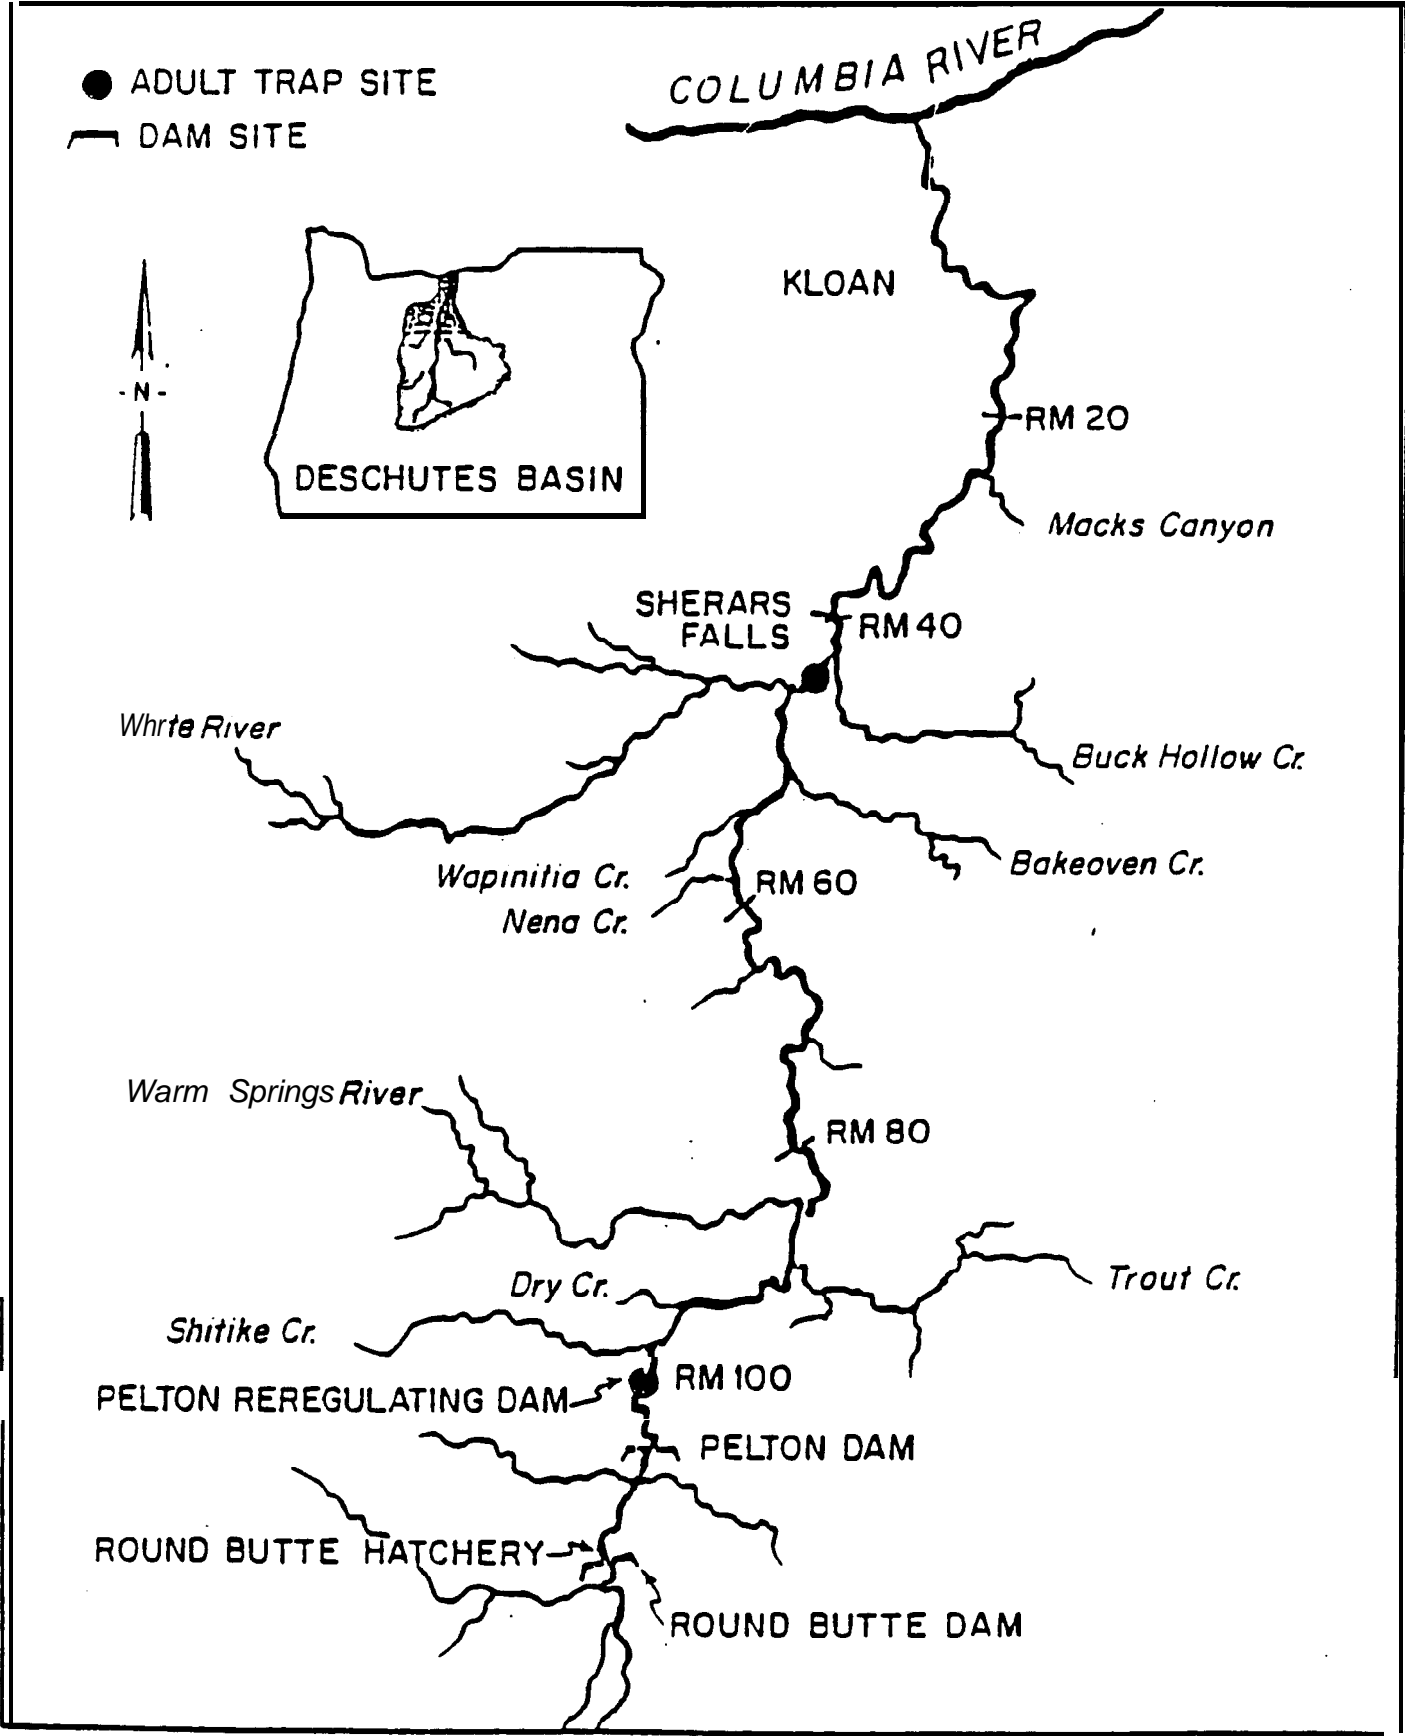 ADULT TRAP SITE
DAM SITE
COLUMBIA RIVER
KLOAN
- N -
DESCHUTES BASIN
RM 20
Macks Canyon
SHERARS
FALLS
RM 40
Whrte River
Buck Hollow Cr.
Wapinitia Cr.
RM 60
Bakeoven Cr.
Nena Cr.
Warm Springs River
RM 80
Dry Cr.
Trout Cr.
Shitike Cr.
RM 100
PELTON REREGULATING DAM
PELTON DAM
ROUND BUTTE HATCHERY
ROUND BUTTE DAM